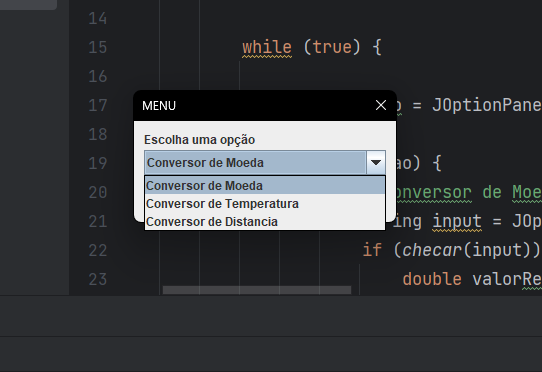 14
15 while (true) {
16
17 = JOptionPane
18
19 ao) {
20 onversor de Moe
21 ing input = JOp
22 if (checar(input))
23 double valorRe
MENU
Escolha uma opção
Conversor de Moeda
Conversor de Moeda
Conversor de Temperatura
Conversor de Distancia